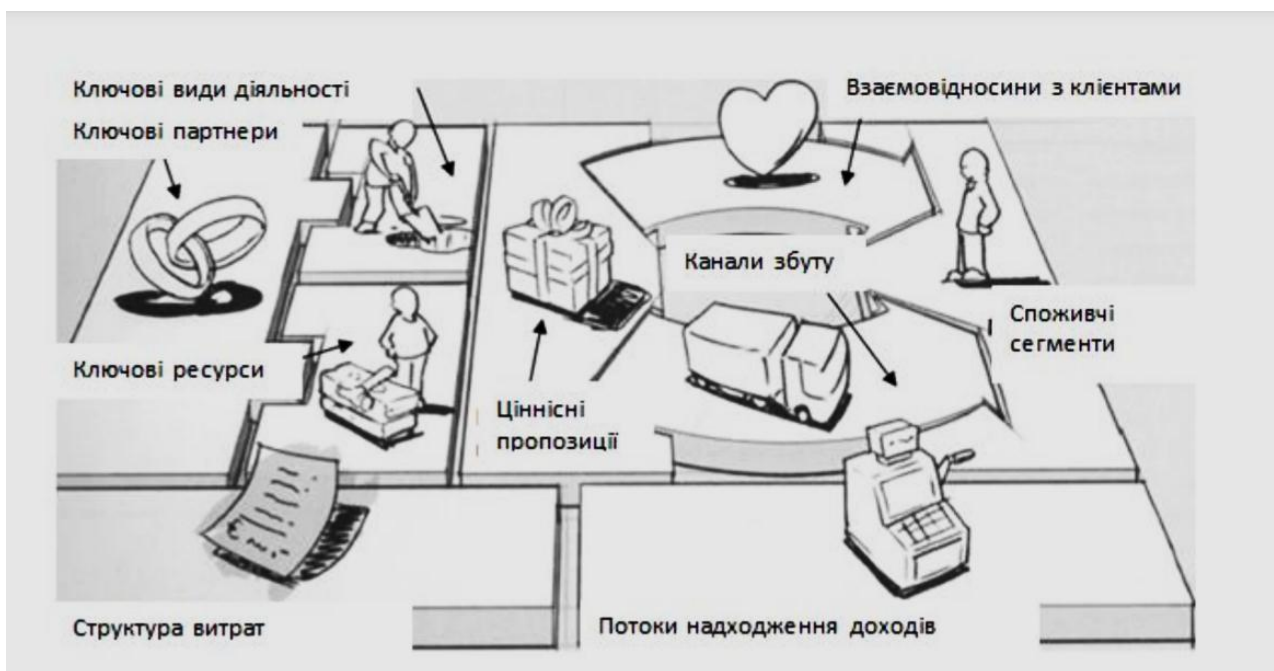 Ключові види діяльності
Ключові партнери
Взаємовідносини з клієнтами
Канали збуту
Споживчі
сегменти
Ключові ресурси
Ціннісні
пропозиції
Структура витрат
Потоки надходження доходів